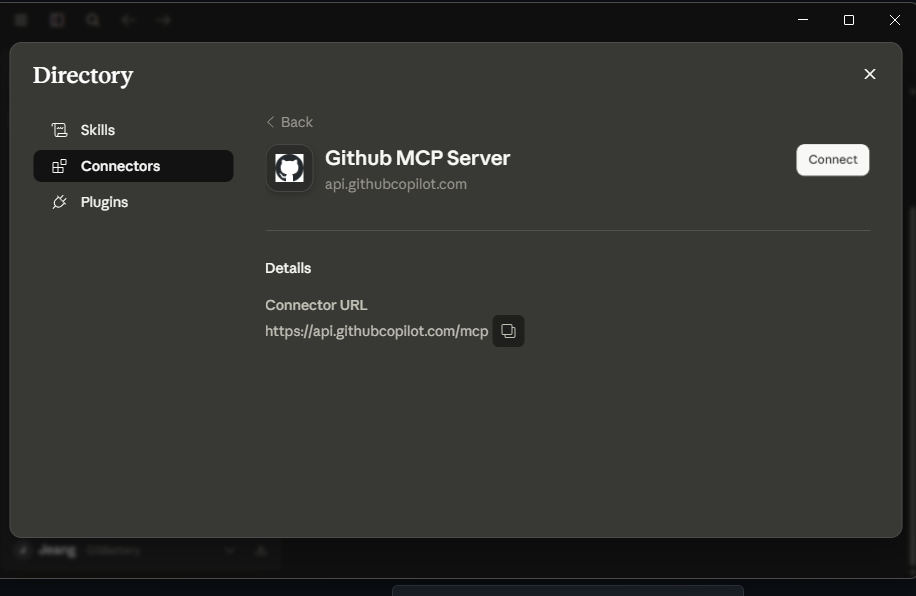 Directory
Skills
Connectors
Plugins
Back
Github MCP Server
api.githubcopilot.com
Connect
Details
Connector URL
https://api.githubcopilot.com/mcp